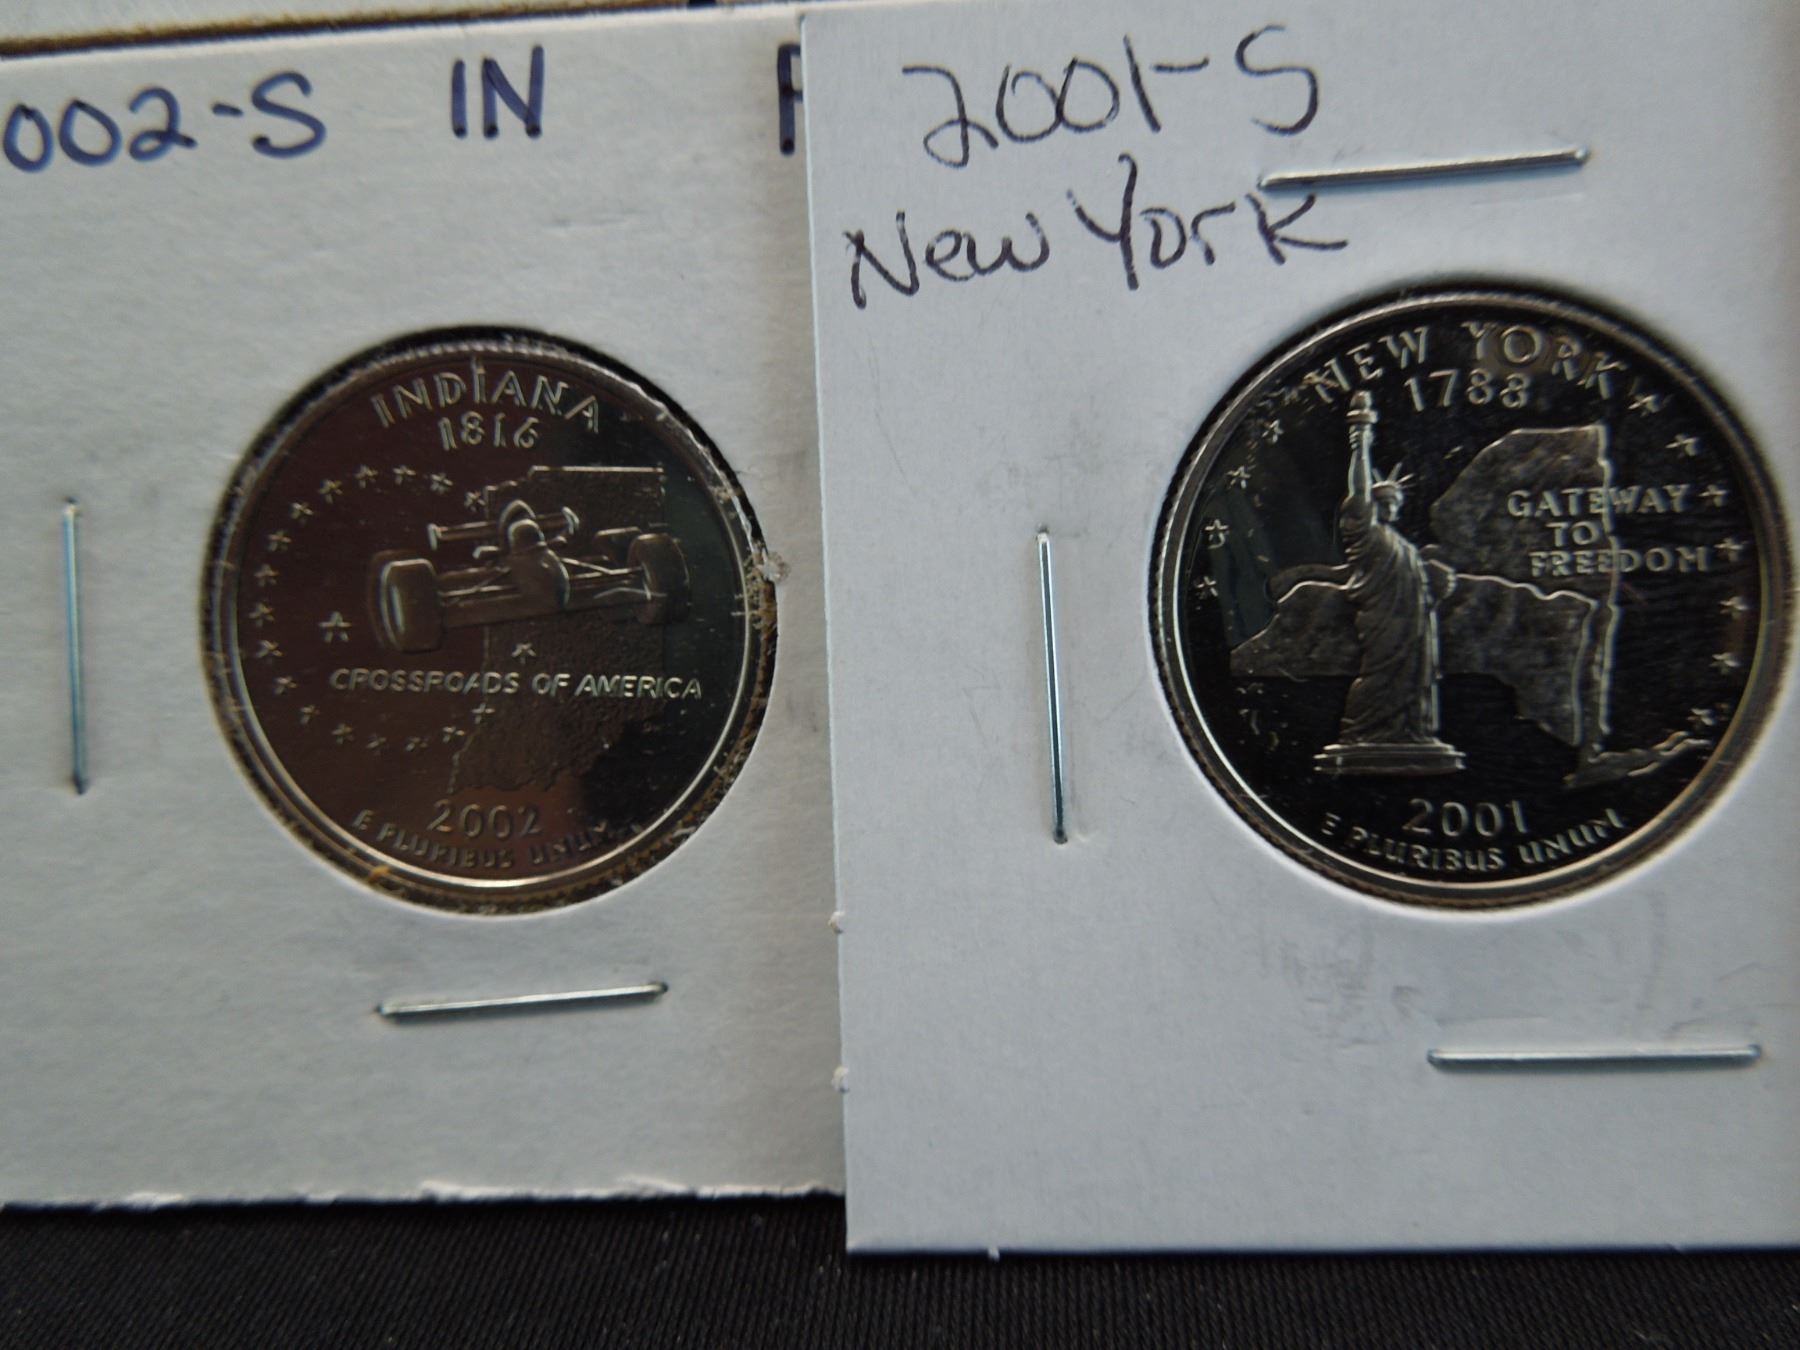 002-S IN
INDIANA
1816
CROSSROADS OF AMERICA
2002
E PLURIBUS UNUM
2001-S
New York
NEW YORK
1788
GATEWAY
TO
FREEDOM
2001
E PLURIBUS UNUM